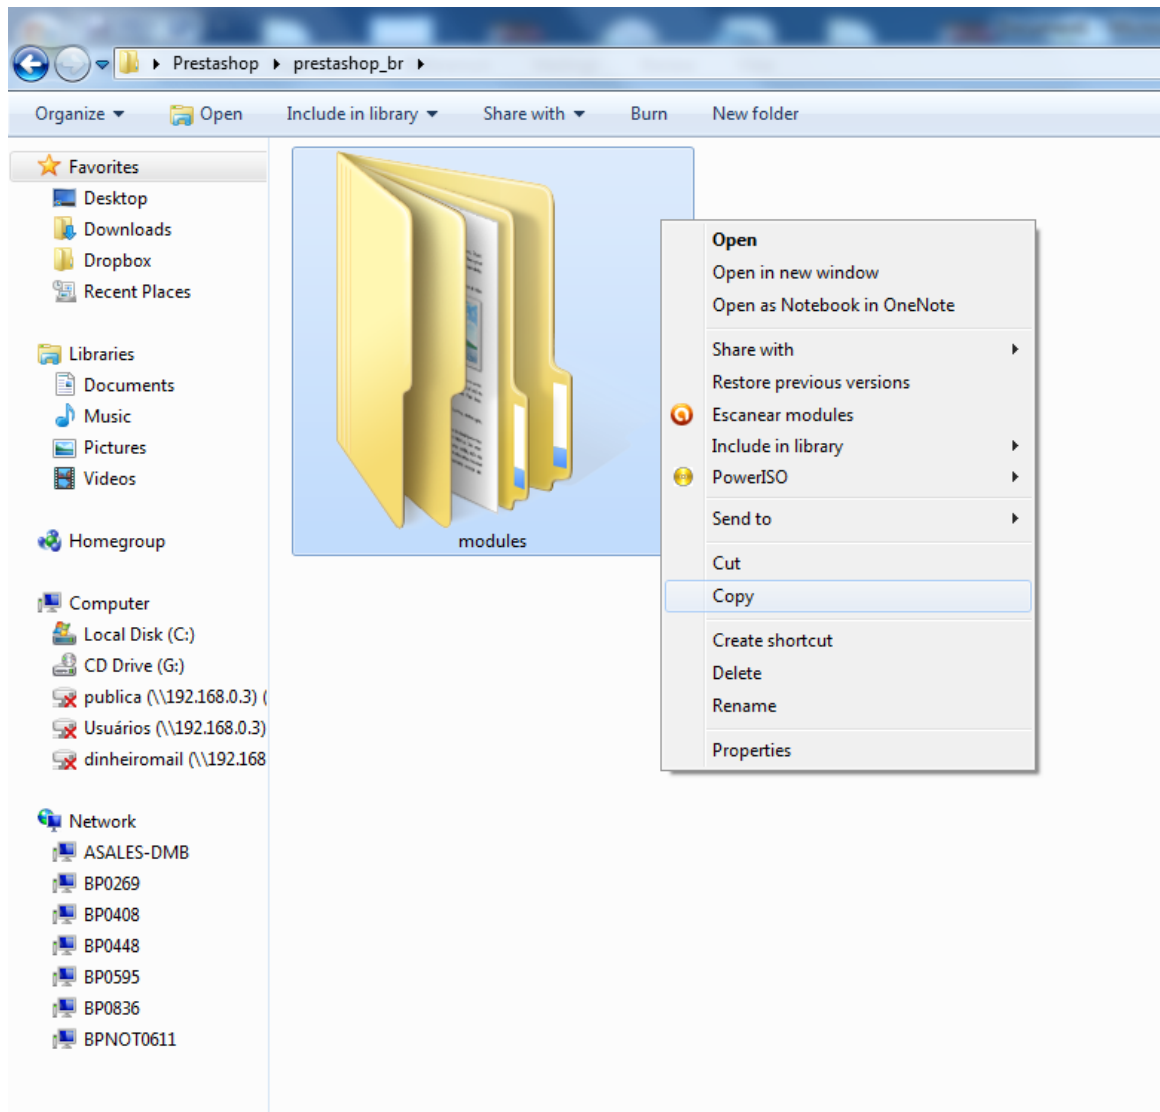 Prestashop prestashop_br
Organize Open Include in library Share with Burn New folder
Favorites
Desktop
Downloads
Dropbox
Recent Places
Libraries
Documents
Music
Pictures
Videos
Homegroup
Computer
Local Disk (C:)
CD Drive (G:)
publica (\\192.168.0.3) (
Usuários (\\192.168.0.3)
dinheiromail (\\192.168
Network
ASALES-DMB
BP0269
BP0408
BP0448
BP0595
BP0836
BPNOT0611
modules
Open
Open in new window
Open as Notebook in OneNote
Share with
Restore previous versions
Escanear modules
Include in library
PowerISO
Send to
Cut
Copy
Create shortcut
Delete
Rename
Properties